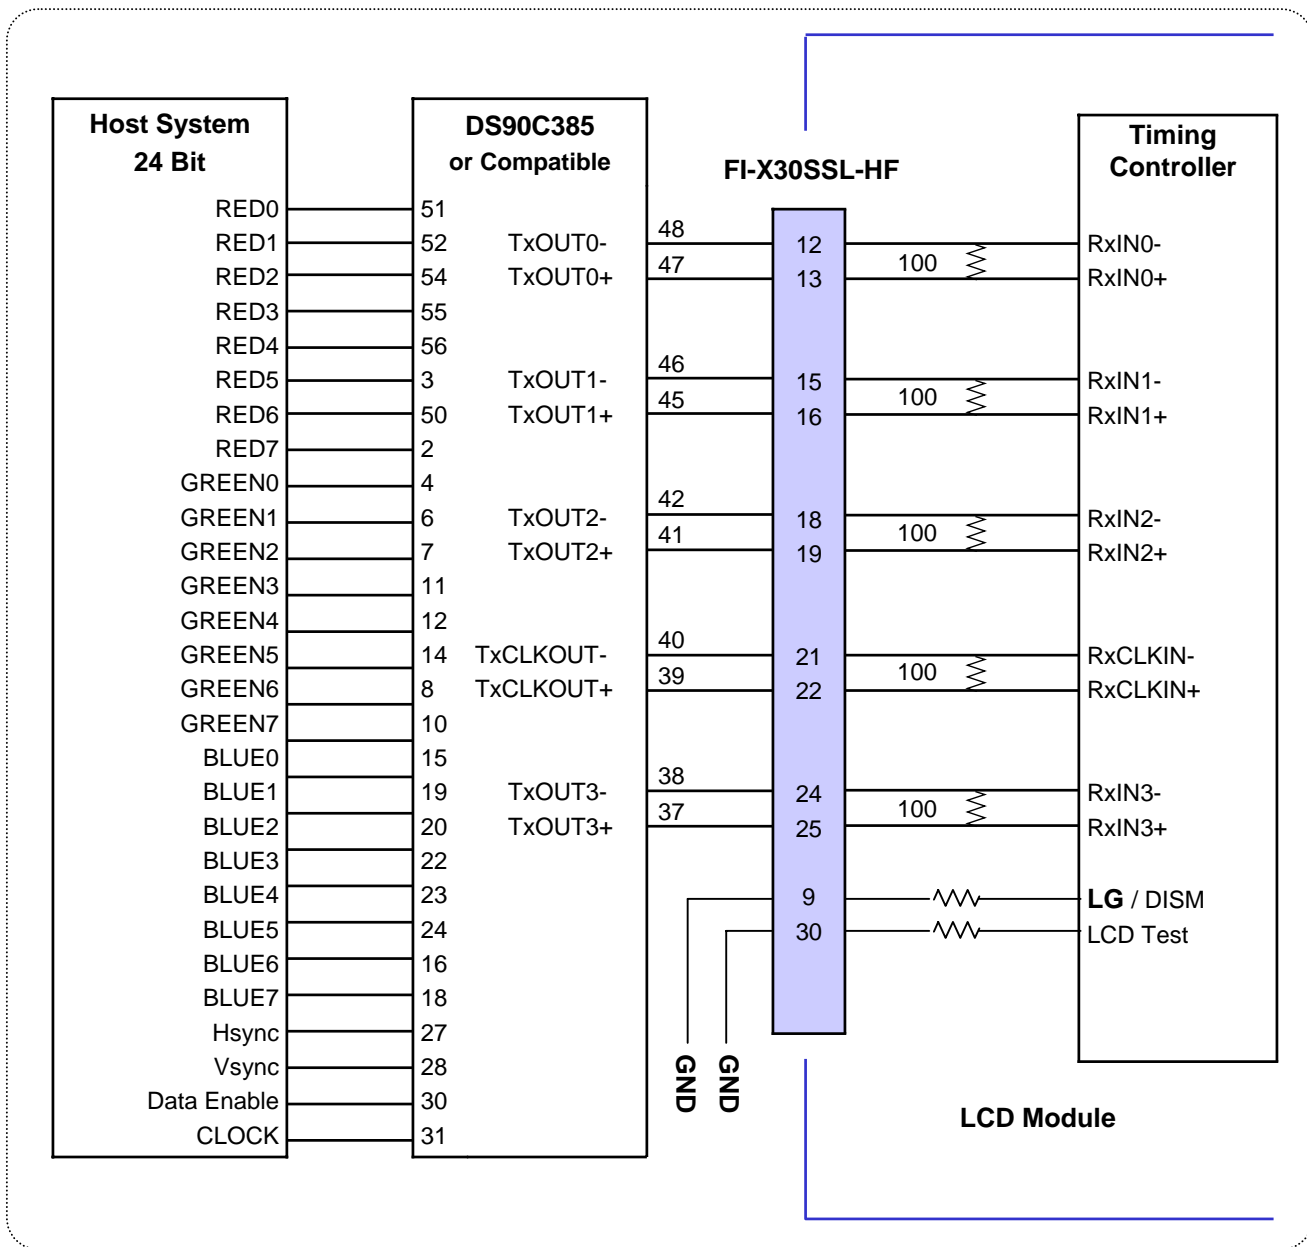 Host System
24 Bit
RED0
RED1
RED2
RED3
RED4
RED5
RED6
RED7
GREEN0
GREEN1
GREEN2
GREEN3
GREEN4
GREEN5
GREEN6
GREEN7
BLUE0
BLUE1
BLUE2
BLUE3
BLUE4
BLUE5
BLUE6
BLUE7
Hsync
Vsync
Data Enable
CLOCK
DS90C385
or Compatible
51
52
54
55
56
3
50
2
4
6
7
11
12
14
8
10
15
19
20
22
23
24
16
18
27
28
30
31
TxOUT0-
TxOUT0+
TxOUT1-
TxOUT1+
TxOUT2-
TxOUT2+
TxCLKOUT-
TxCLKOUT+
TxOUT3-
TxOUT3+
48
47
46
45
42
41
40
39
38
37
GND
GND
FI-X30SSL-HF
12
13
15
16
18
19
21
22
24
25
9
30
100
100
100
100
100
Timing
Controller
RxIN0-
RxIN0+
RxIN1-
RxIN1+
RxIN2-
RxIN2+
RxCLKIN-
RxCLKIN+
RxIN3-
RxIN3+
LG / DISM
LCD Test
LCD Module